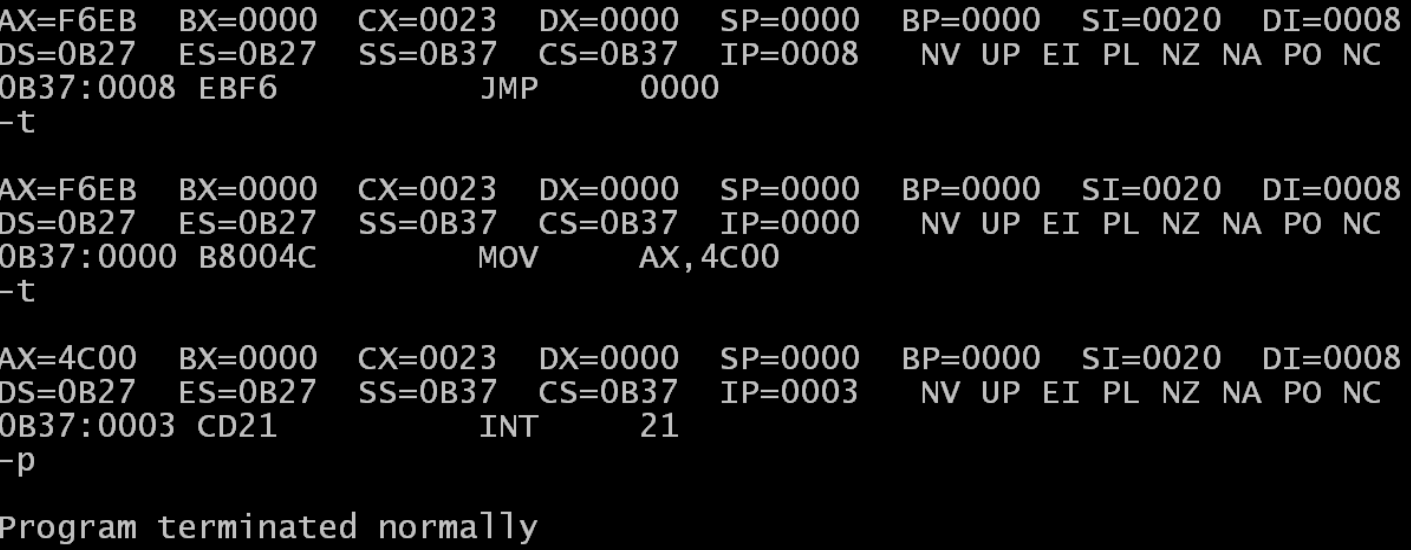 AX=F6EB  BX=0000  CX=0023  DX=0000  SP=0000  BP=0000  SI=0020  DI=0008
DS=0B27  ES=0B27  SS=0B37  CS=0B37  IP=0008   NV UP EI PL NZ NA PO NC
0B37:0008 EBF6          JMP     0000
-t
AX=F6EB  BX=0000  CX=0023  DX=0000  SP=0000  BP=0000  SI=0020  DI=0008
DS=0B27  ES=0B27  SS=0B37  CS=0B37  IP=0000   NV UP EI PL NZ NA PO NC
0B37:0000 B8004C        MOV     AX,4C00
-t
AX=4C00  BX=0000  CX=0023  DX=0000  SP=0000  BP=0000  SI=0020  DI=0008
DS=0B27  ES=0B27  SS=0B37  CS=0B37  IP=0003   NV UP EI PL NZ NA PO NC
0B37:0003 CD21          INT     21
-p
Program terminated normally